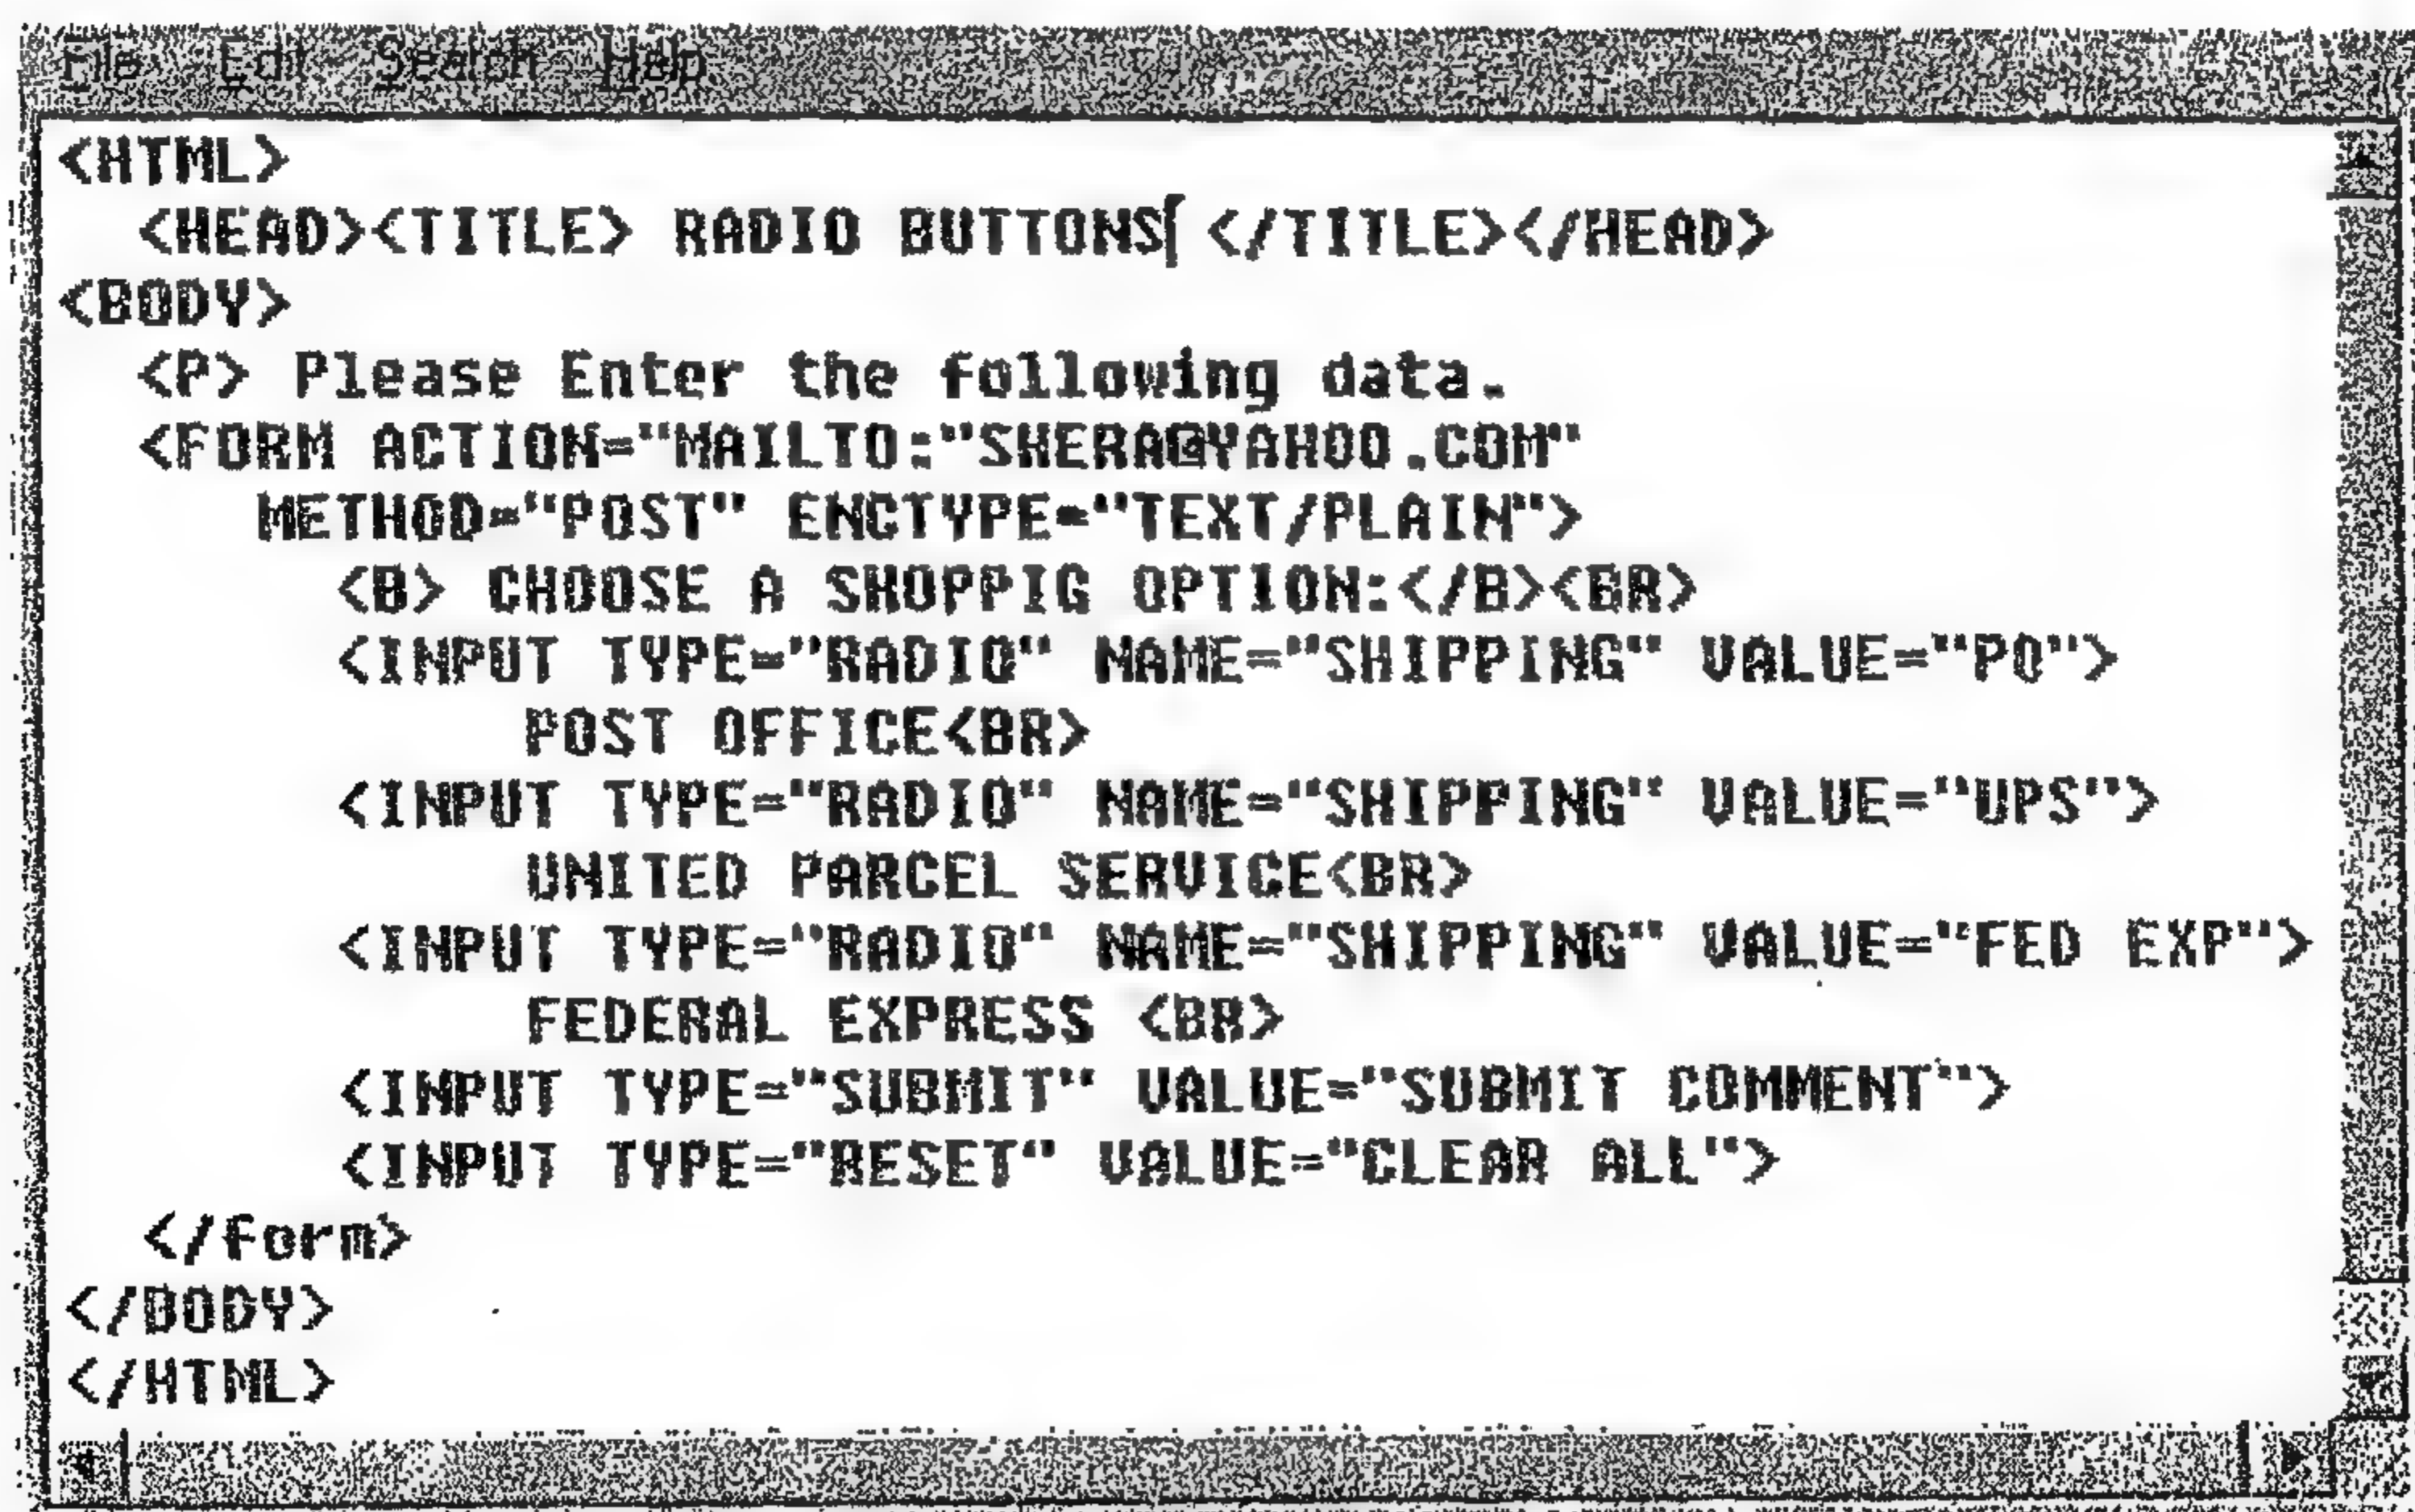 File Edit Search Help
<HTML>
<HEAD><TITLE> RADIO BUTTONS </TITLE></HEAD>
<BODY>
<P> Please Enter the following data.
<FORM ACTION="MAILTO:"SHERA@YAHOO.COM"
METHOD="POST" ENCTYPE="TEXT/PLAIN">
<B> CHOOSE A SHOPPIG OPTION:</B><BR>
<INPUT TYPE="RADIO" NAME="SHIPPING" VALUE="PO">
POST OFFICE<BR>
<INPUT TYPE="RADIO" NAME="SHIPPING" VALUE="UPS">
UNITED PARCEL SERVICE<BR>
<INPUT TYPE="RADIO" NAME="SHIPPING" VALUE="FED EXP">
FEDERAL EXPRESS <BR>
<INPUT TYPE="SUBMIT" VALUE="SUBMIT COMMENT">
<INPUT TYPE="RESET" VALUE="CLEAR ALL">
</form>
</BODY>
</HTML>